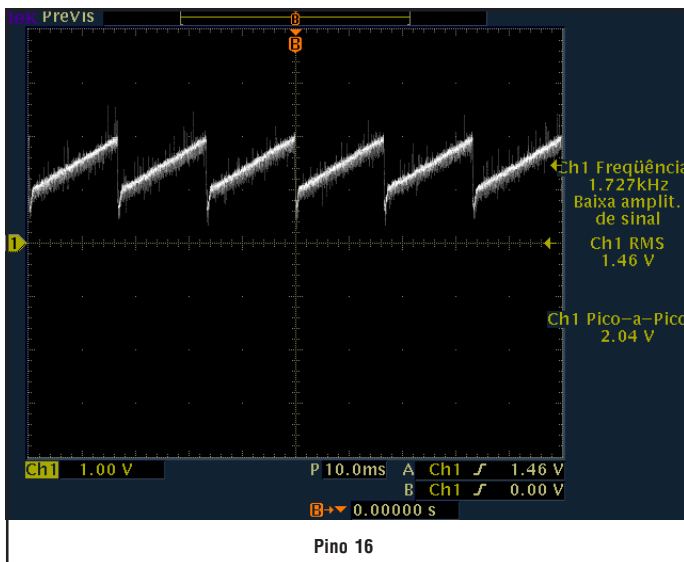 Tek PreVis
B
B
Ch1 Freqüência
1.727kHz
Baixa amplit.
de sinal
1
Ch1 RMS
1.46 V
Ch1 Pico-a-Pico
2.04 V
Ch1 1.00 V P 10.0ms A Ch1 1.46 V
B Ch1 0.00 V
B 0.00000 s
Pino 16